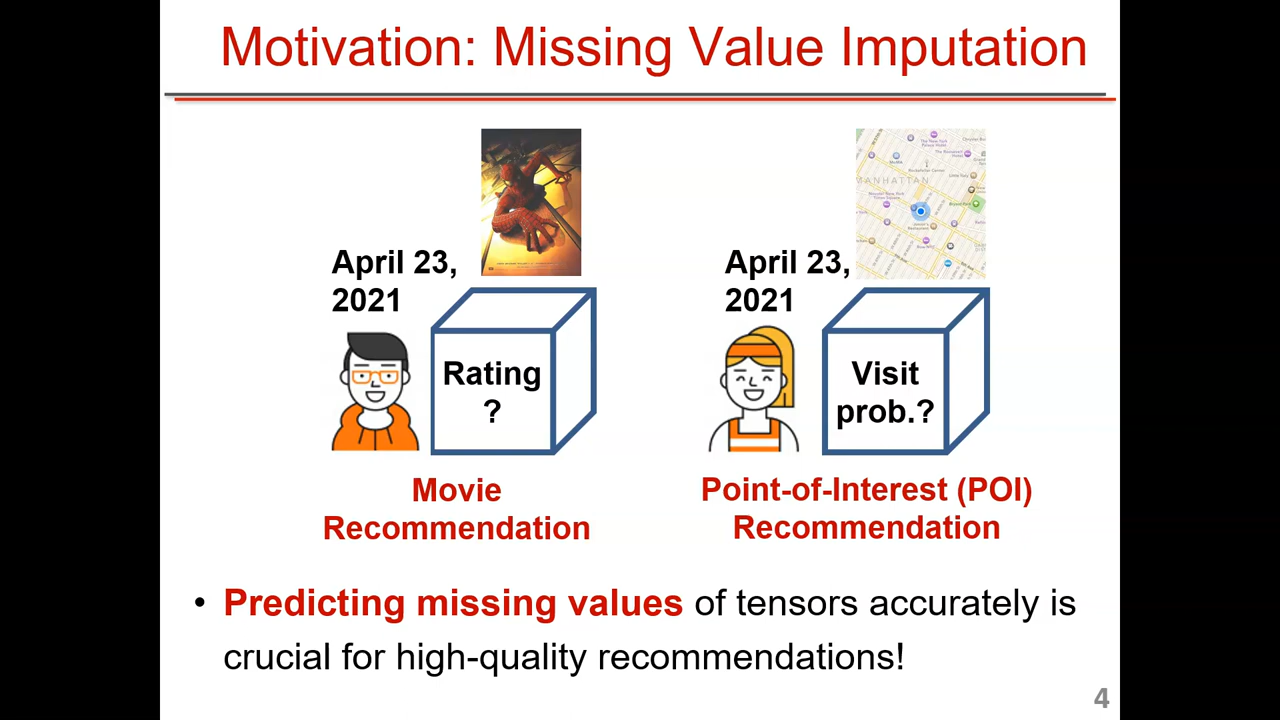 Motivation: Missing Value Imputation
MANHATTAN
April 23,
2021
April 23,
2021
Rating
?
Visit
prob.?
Movie
Recommendation
Point-of-Interest (POI)
Recommendation
• Predicting missing values of tensors accurately is
crucial for high-quality recommendations!
4